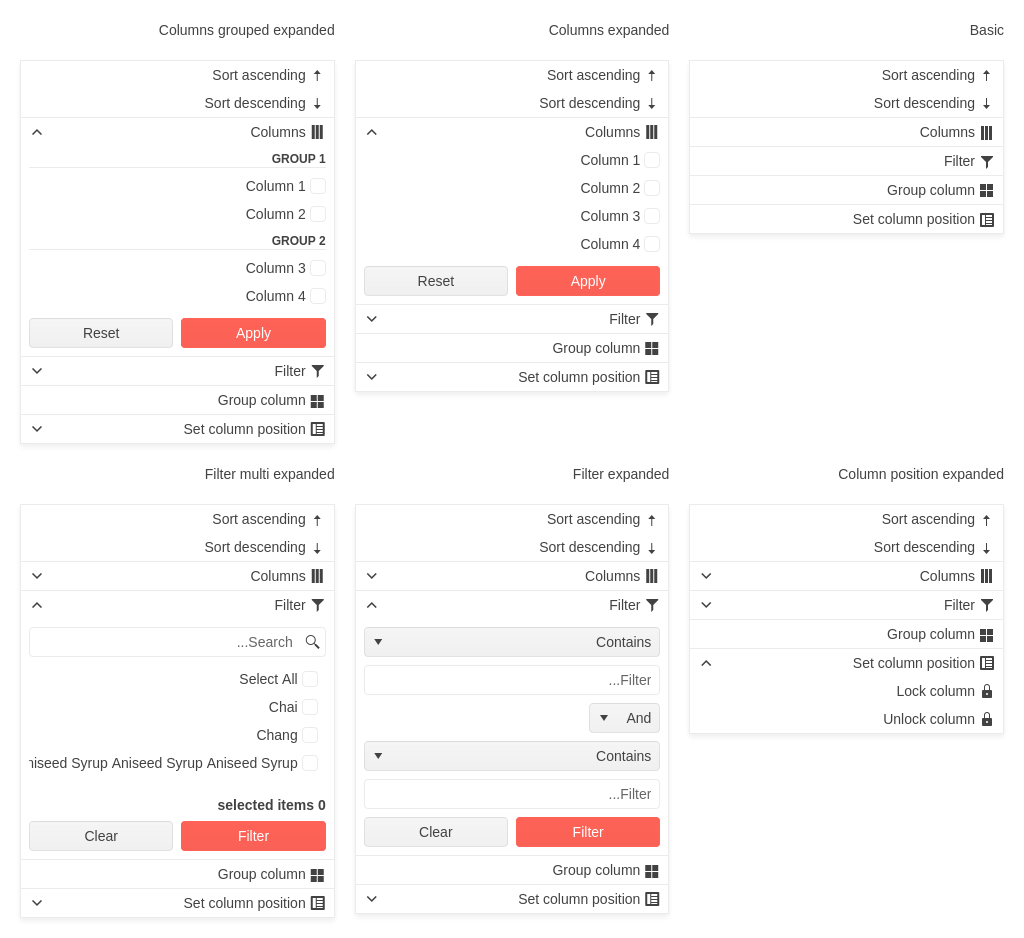 Basic
Sort ascending
Sort descending
Columns
Filter
Group column
Set column position
Columns expanded
Sort ascending
Sort descending
Columns
Column 1
Column 2
Column 3
Column 4
Reset
Apply
Filter
Group column
Set column position
Columns grouped expanded
Sort ascending
Sort descending
Columns
GROUP 1
Column 1
Column 2
GROUP 2
Column 3
Column 4
Reset
Apply
Filter
Group column
Set column position
Column position expanded
Sort ascending
Sort descending
Columns
Filter
Group column
Set column position
Lock column
Unlock column
Filter expanded
Sort ascending
Sort descending
Columns
Filter
Contains
...Filter
And
Contains
...Filter
Clear
Filter
Group column
Set column position
Filter multi expanded
Sort ascending
Sort descending
Columns
Filter
...Search
Select All
Chai
Chang
Syrup Aniseed Syrup Aniseed Syrup
selected items 0
Clear
Filter
Group column
Set column position